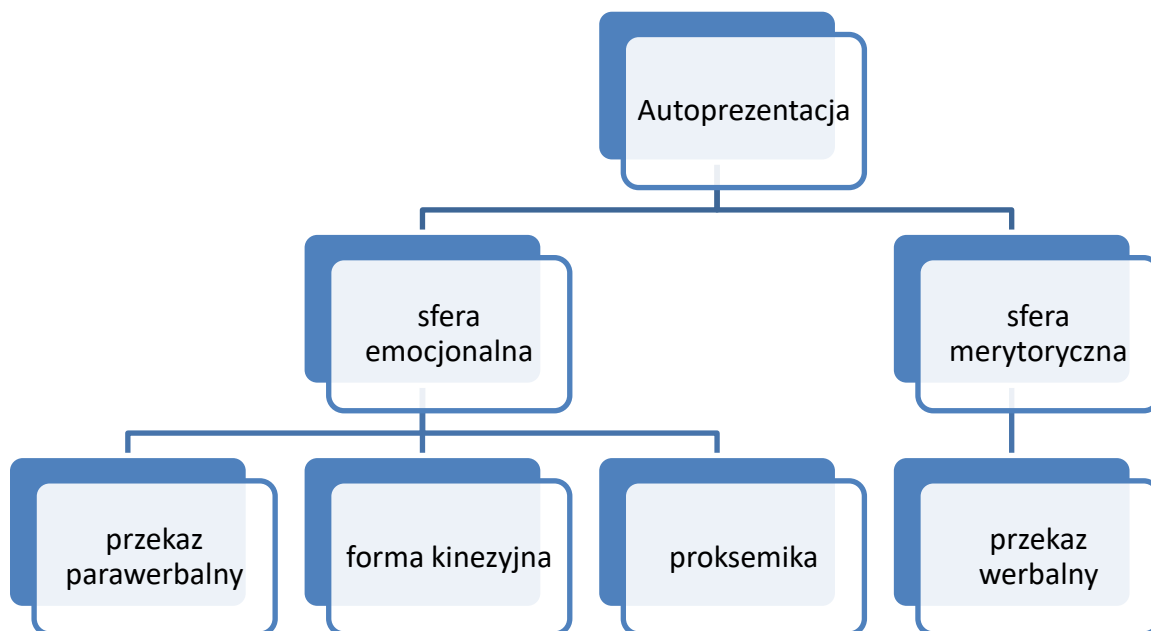 Autoprezentacja
sfera
emocjonalna
sfera
merytoryczna
przekaz
parawerbalny
forma kinezyjna
proksemika
przekaz
werbalny